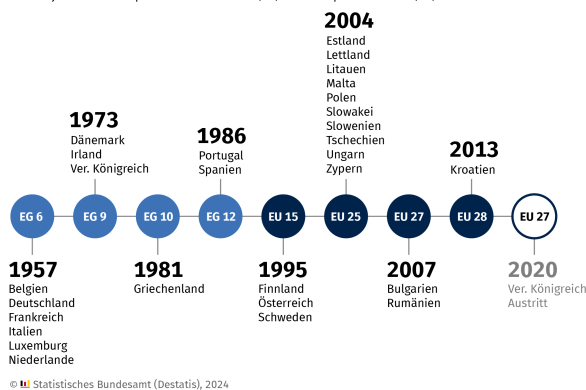 2004
Estland
Lettland
Litauen
Malta
Polen
Slowakei
Slowenien
Tschechien
Ungarn
Zypern
1973
Dänemark
Irland
Ver. Königreich
1986
Portugal
Spanien
2013
Kroatien
EG 6
EG 9
EG 10
EG 12
EU 15
EU 25
EU 27
EU 28
EU 27
1957
Belgien
Deutschland
Frankreich
Italien
Luxemburg
Niederlande
1981
Griechenland
1995
Finnland
Österreich
Schweden
2007
Bulgarien
Rumänien
2020
Ver. Königreich
Austritt
© Statistisches Bundesamt (Destatis), 2024